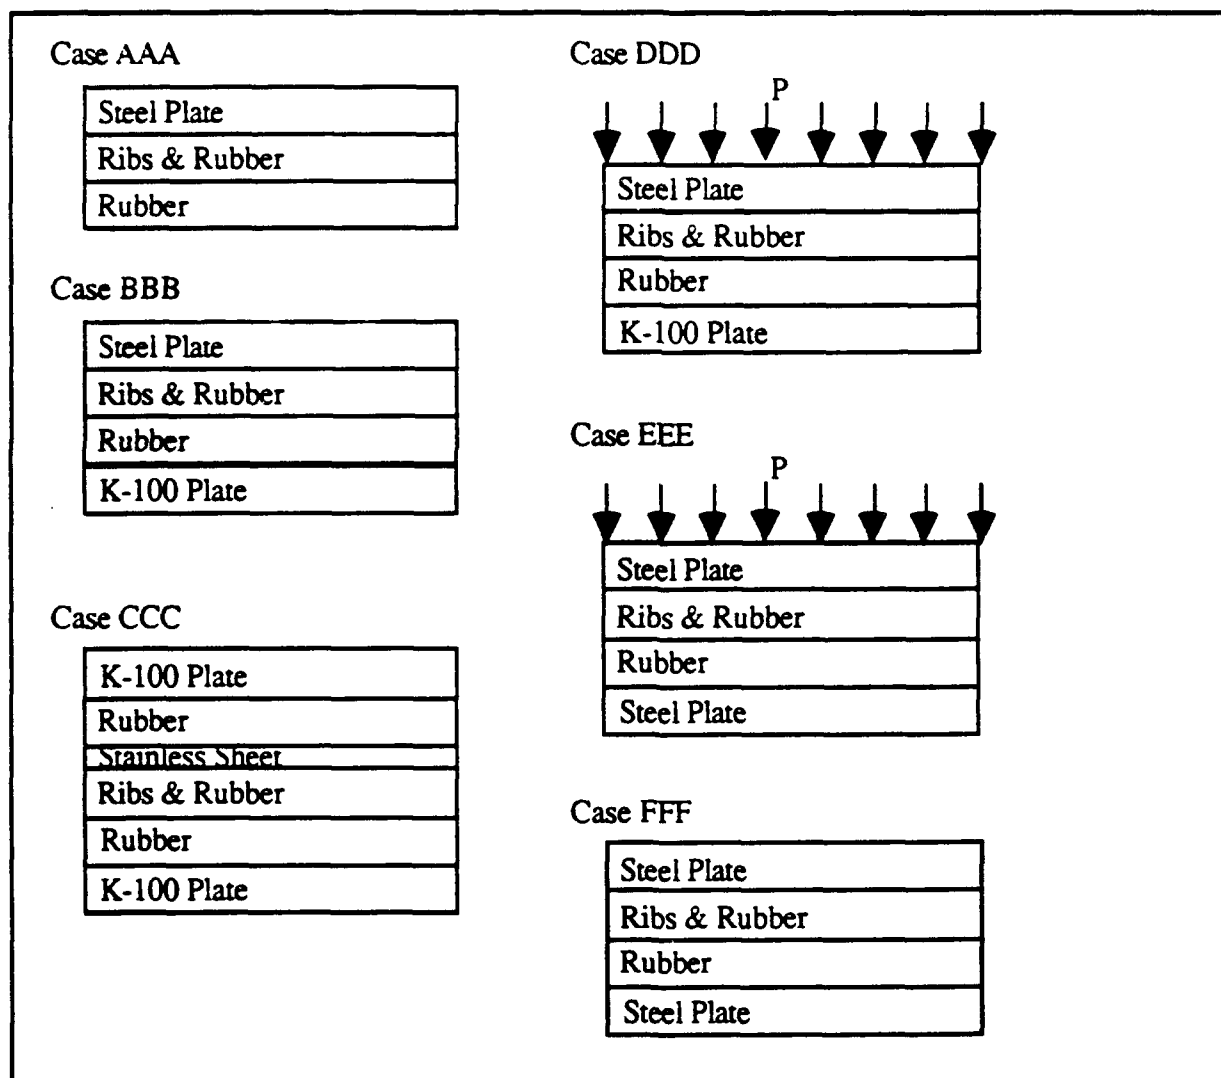 Case AAA
Steel Plate
Ribs & Rubber
Rubber
Case BBB
Steel Plate
Ribs & Rubber
Rubber
K-100 Plate
Case CCC
K-100 Plate
Rubber
Stainless Sheet
Ribs & Rubber
Rubber
K-100 Plate
Case DDD
P
Steel Plate
Ribs & Rubber
Rubber
K-100 Plate
Case EEE
P
Steel Plate
Ribs & Rubber
Rubber
Steel Plate
Case FFF
Steel Plate
Ribs & Rubber
Rubber
Steel Plate